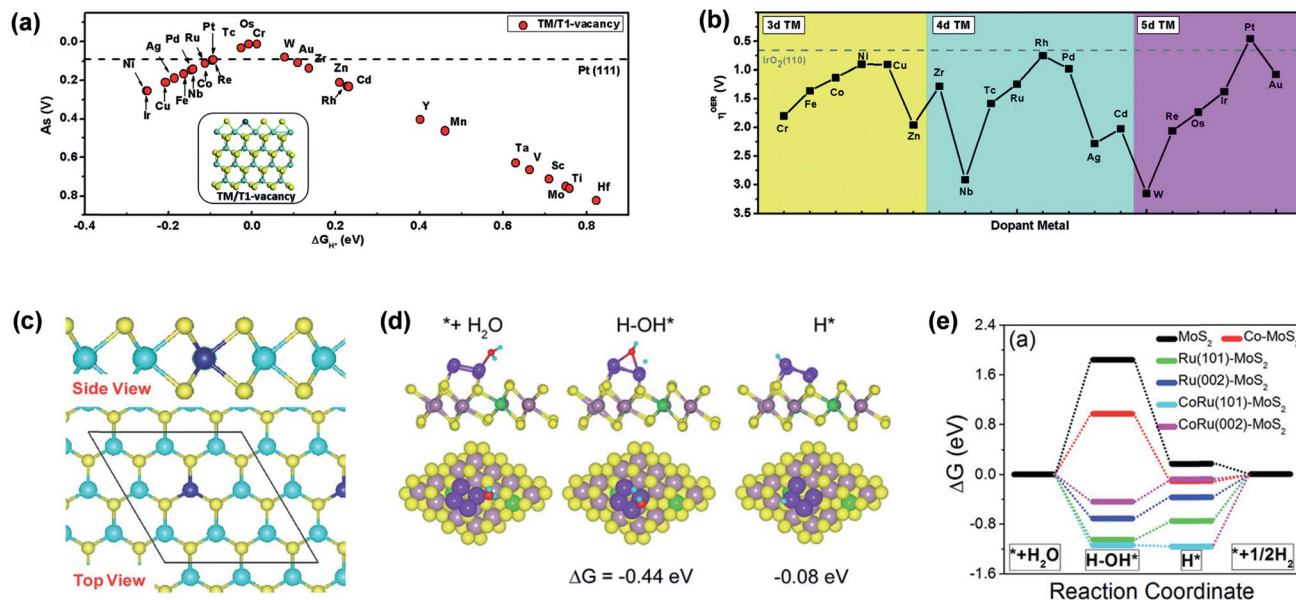 (a)
TM/T1-vacancy
0.0
0.2
0.4
0.6
0.8
As (V)
Pt (111)
Ni
Ir
Cu
Ag
Fe
Pd
Nb
Ru
Co
Pt
Re
Tc
Os
Cr
W
Au
Zr
Zn
Rh
Cd
Y
Mn
Ta
V
Sc
Mo
Ti
Hf
TM/T1-vacancy
-0.4 -0.2 0.0 0.2 0.4 0.6 0.8
ΔG_H* (eV)
(b)
3d TM 4d TM 5d TM
0.5
1.0
1.5
2.0
2.5
3.0
3.5
η^OER (V)
IrO₂(110)
Cr
Fe
Co
Ni
Cu
Zn
Zr
Nb
Tc
Ru
Rh
Pd
Ag
Cd
W
Re
Os
Ir
Pt
Au
Dopant Metal
(c)
Side View
Top View
(d)
*+ H₂O H-OH* H*
ΔG = -0.44 eV -0.08 eV
(e)
(a)
MoS₂ Co-MoS₂
Ru(101)-MoS₂
Ru(002)-MoS₂
CoRu(101)-MoS₂
CoRu(002)-MoS₂
2.4
1.6
0.8
0.0
-0.8
-1.6
ΔG (eV)
*+H₂O H-OH* H* *+1/2H₂
Reaction Coordinate